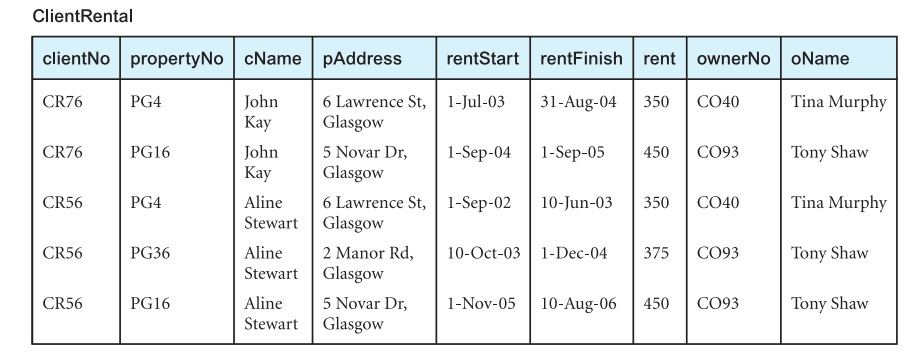 ClientRental
clientNo propertyNo cName pAddress rentStart rentFinish rent ownerNo oName
CR76 PG4 John 6 Lawrence St, 1-Jul-03 31-Aug-04 350 CO40 Tina Murphy
Kay Glasgow
CR76 PG16 John 5 Novar Dr, 1-Sep-04 1-Sep-05 450 CO93 Tony Shaw
Kay Glasgow
CR56 PG4 Aline 6 Lawrence St, 1-Sep-02 10-Jun-03 350 CO40 Tina Murphy
Stewart Glasgow
CR56 PG36 Aline 2 Manor Rd, 10-Oct-03 1-Dec-04 375 CO93 Tony Shaw
Stewart Glasgow
CR56 PG16 Aline 5 Novar Dr, 1-Nov-05 10-Aug-06 450 CO93 Tony Shaw
Stewart Glasgow